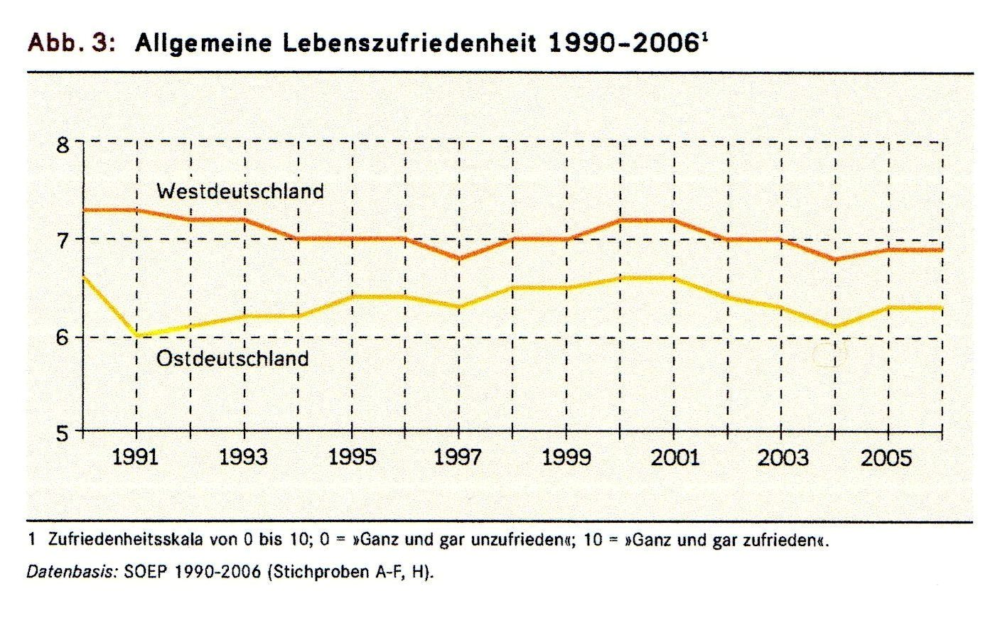 Abb. 3: Allgemeine Lebenszufriedenheit 1990–2006¹
8
Westdeutschland
7
6
Ostdeutschland
5
1991 1993 1995 1997 1999 2001 2003 2005
1 Zufriedenheitsskala von 0 bis 10; 0 = »Ganz und gar unzufrieden«; 10 = »Ganz und gar zufrieden«.
Datenbasis: SOEP 1990-2006 (Stichproben A-F, H).